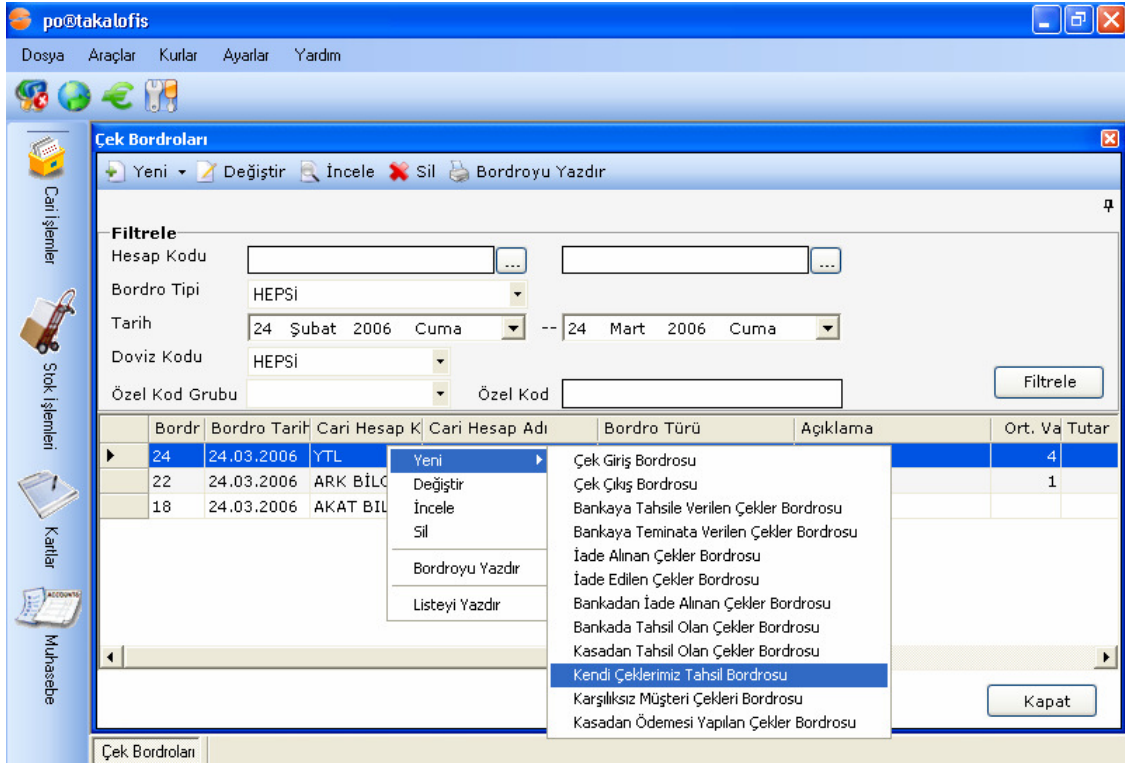 po®takalofis
Dosya Araçlar Kurlar Ayarlar Yardım
Çek Bordroları
Yeni Değiştir İncele Sil Bordroyu Yazdır
Filtrele
Hesap Kodu ... ...
Bordro Tipi HEPSİ
Tarih 24 Şubat 2006 Cuma -- 24 Mart 2006 Cuma
Doviz Kodu HEPSİ
Özel Kod Grubu Özel Kod
Filtrele
Bordr Bordro Tarih Cari Hesap K Cari Hesap Adı Bordro Türü Açıklama Ort. Va Tutar
24 24.03.2006 YTL 4
22 24.03.2006 ARK BİLG 1
18 24.03.2006 AKAT BIL
Yeni
Değiştir
İncele
Sil
Bordroyu Yazdır
Listeyi Yazdır
Çek Giriş Bordrosu
Çek Çıkış Bordrosu
Bankaya Tahsile Verilen Çekler Bordrosu
Bankaya Teminata Verilen Çekler Bordrosu
İade Alınan Çekler Bordrosu
İade Edilen Çekler Bordrosu
Bankadan İade Alınan Çekler Bordrosu
Bankada Tahsil Olan Çekler Bordrosu
Kasadan Tahsil Olan Çekler Bordrosu
Kendi Çeklerimiz Tahsil Bordrosu
Karşılıksız Müşteri Çekleri Bordrosu
Kasadan Ödemesi Yapılan Çekler Bordrosu
Kapat
Cari İşlemler
Stok İşlemleri
Kartlar
ACCOUNTS
Muhasebe
Çek Bordroları